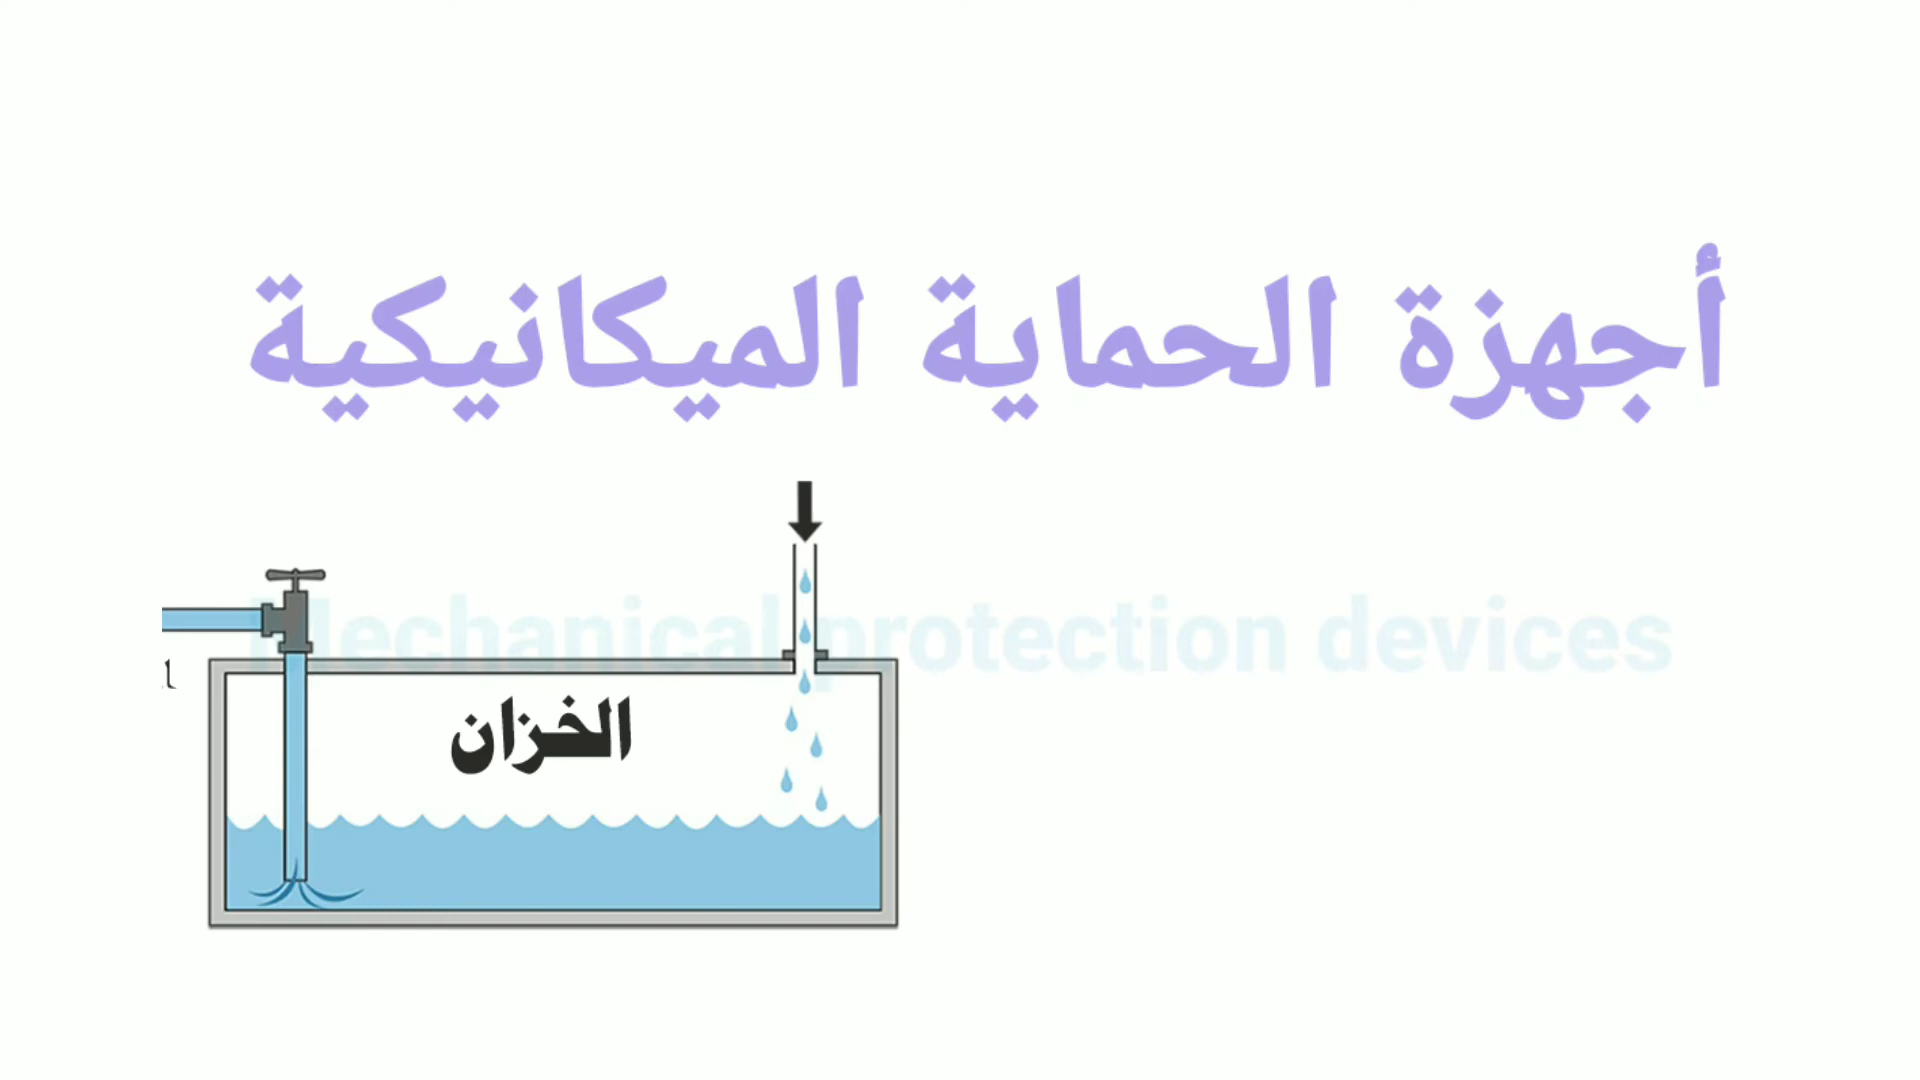 أجهزة الحماية الميكانيكية
Mechanical protection devices
الخزان